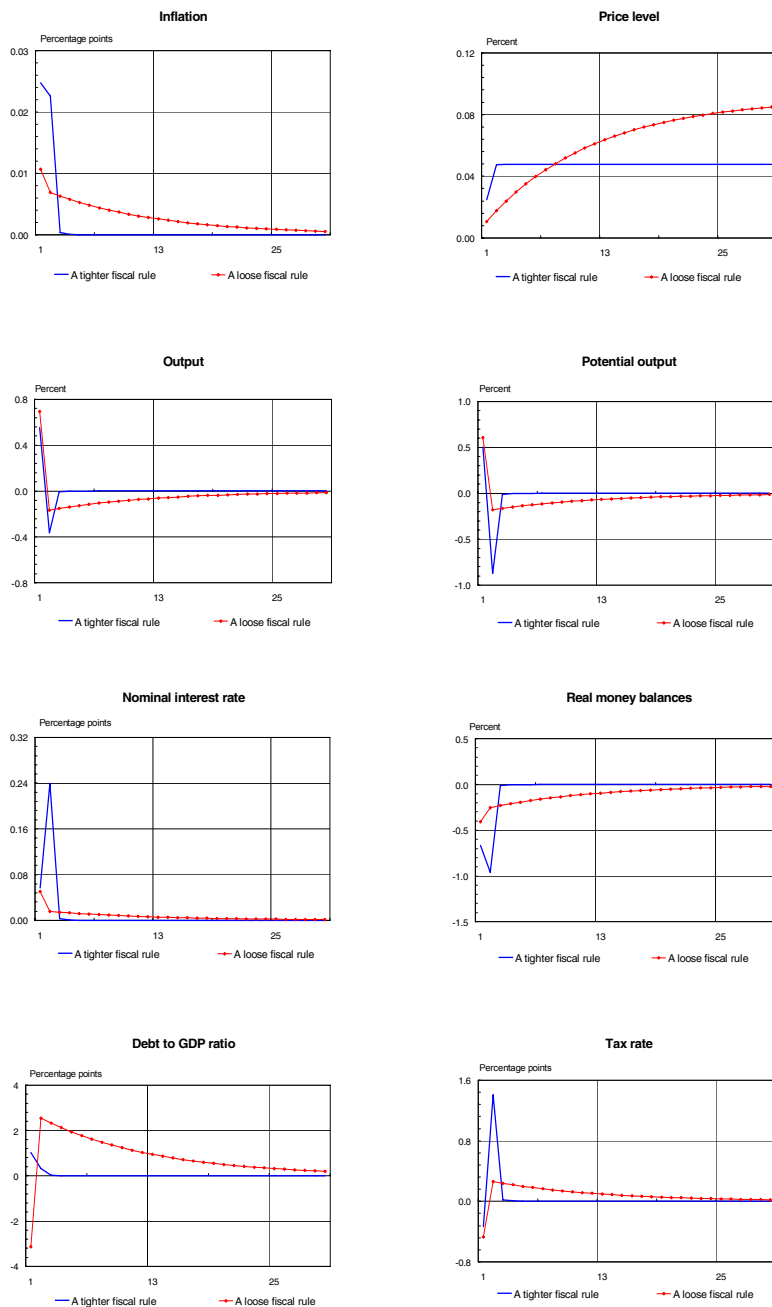 Inflation
Percentage points
0.03
0.02
0.01
0.00
1 13 25
A tighter fiscal rule A loose fiscal rule
Price level
Percent
0.12
0.08
0.04
0.00
1 13 25
A tighter fiscal rule A loose fiscal rule
Output
Percent
0.8
0.4
0.0
-0.4
-0.8
1 13 25
A tighter fiscal rule A loose fiscal rule
Potential output
Percent
1.0
0.5
0.0
-0.5
-1.0
1 13 25
A tighter fiscal rule A loose fiscal rule
Nominal interest rate
Percentage points
0.32
0.24
0.16
0.08
0.00
1 13 25
A tighter fiscal rule A loose fiscal rule
Real money balances
Percent
0.5
0.0
-0.5
-1.0
-1.5
1 13 25
A tighter fiscal rule A loose fiscal rule
Debt to GDP ratio
Percentage points
4
2
0
-2
-4
1 13 25
A tighter fiscal rule A loose fiscal rule
Tax rate
Percentage points
1.6
0.8
0.0
-0.8
1 13 25
A tighter fiscal rule A loose fiscal rule